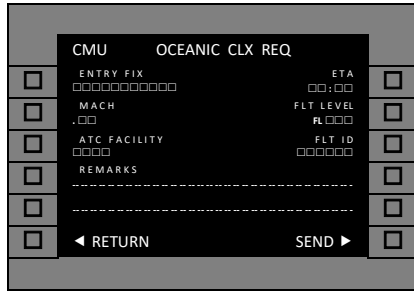 CMU OCEANIC CLX REQ
ENTRY FIX ETA
□□□□□□□□□□□ □□:□□
MACH FLT LEVEL
.□□ FL□□□
ATC FACILITY FLT ID
□□□□ □□□□□□
REMARKS
◀ RETURN SEND ▶